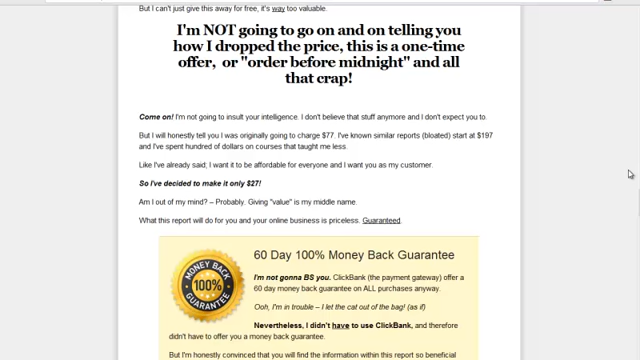 But I can't just give this away for free, it's way too valuable.
I'm NOT going to go on and on telling you
how I dropped the price, this is a one-time
offer, or "order before midnight" and all
that crap!
Come on! I'm not going to insult your intelligence. I don't believe that stuff anymore and I don't expect you to.
But I will honestly tell you I was originally going to charge $77. I've known similar reports (bloated) start at $197
and I've spent hundred of dollars on courses that taught me less.
Like I've already said; I want it to be affordable for everyone and I want you as my customer.
So I've decided to make it only $27!
Am I out of my mind? – Probably. Giving "value" is my middle name.
What this report will do for you and your online business is priceless. Guaranteed.
60 Day 100% Money Back Guarantee
MONEY BACK
100%
GUARANTEE
I'm not gonna BS you. ClickBank (the payment gateway) offer a
60 day money back guarantee on ALL purchases anyway.
Ooh, I'm in trouble – I let the cat out of the bag! (as if)
Nevertheless, I didn't have to use ClickBank, and therefore
didn't have to offer you a money back guarantee.
But I'm honestly convinced that you will find the information within this report so beneficial